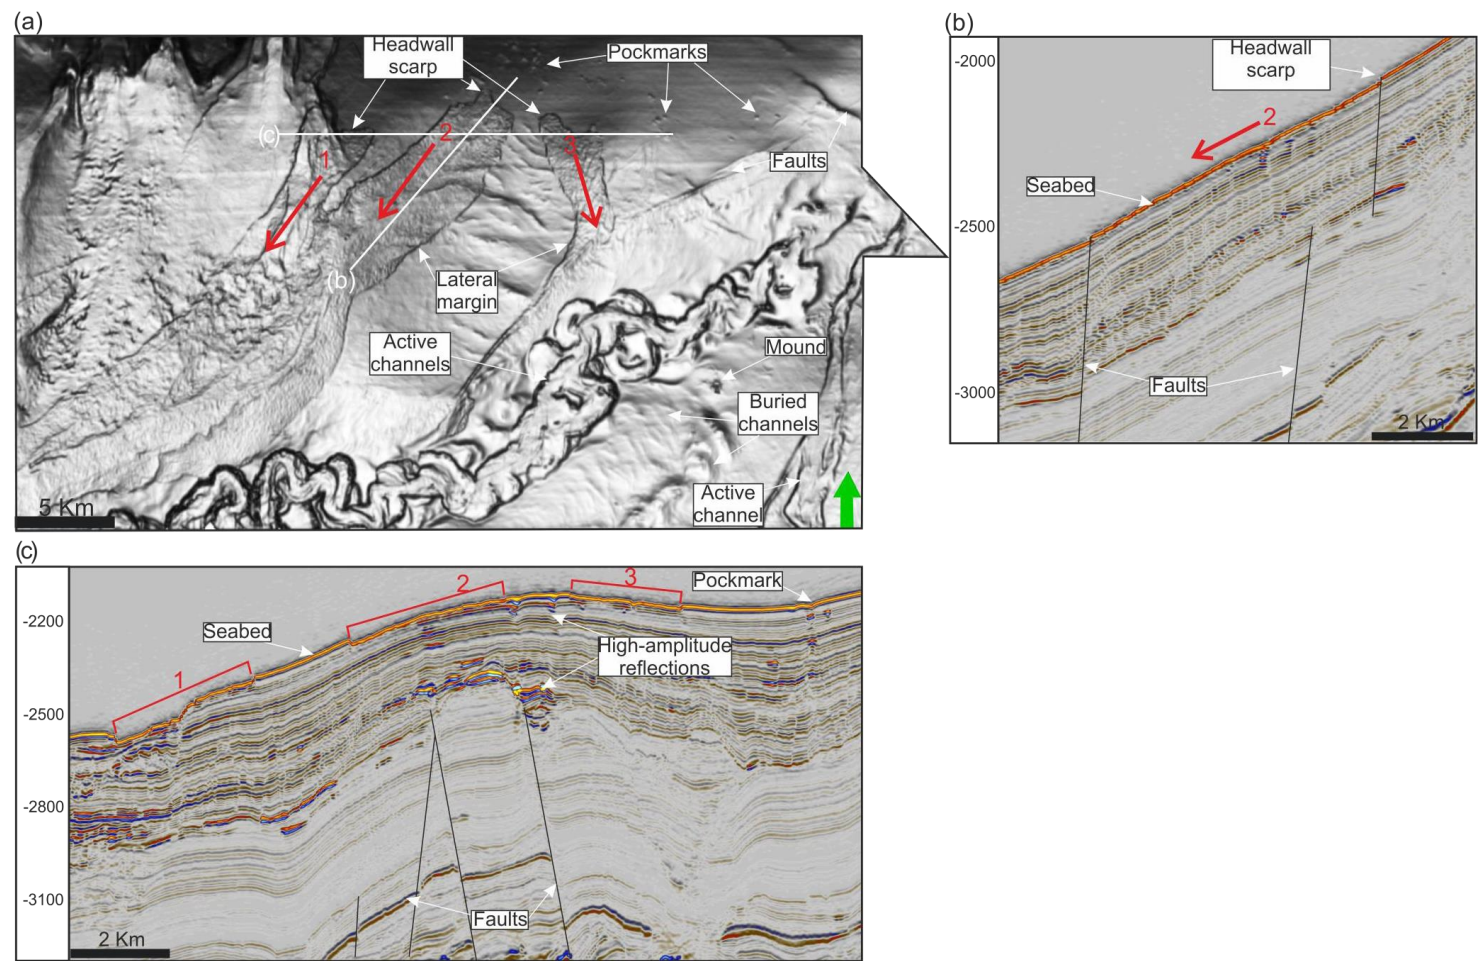 (a)
Headwall
scarp
Pockmarks
(c)
1
2
3
Faults
(b)
Lateral
margin
Active
channels
Mound
Buried
channels
Active
channel
5 Km
(b)
-2000
-2500
-3000
Headwall
scarp
2
Seabed
Faults
2 Km
(c)
-2200
-2500
-2800
-3100
1
2
3
Seabed
Pockmark
High-amplitude
reflections
Faults
2 Km